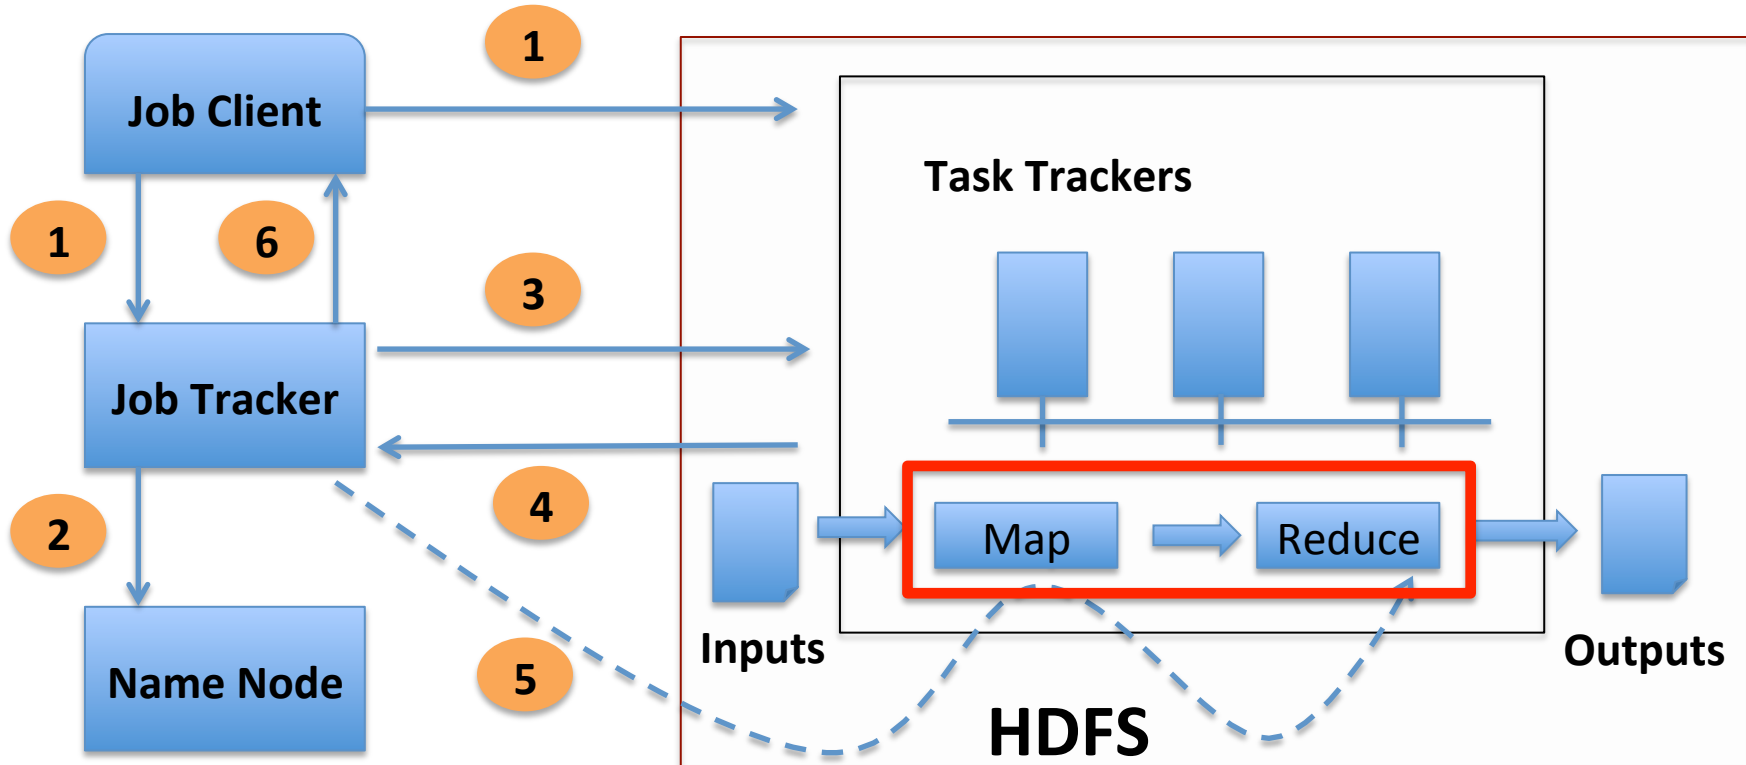 1
Job Client
Task Trackers
1
6
3
Job Tracker
4
2
Map
Reduce
Inputs
Outputs
5
Name Node
HDFS